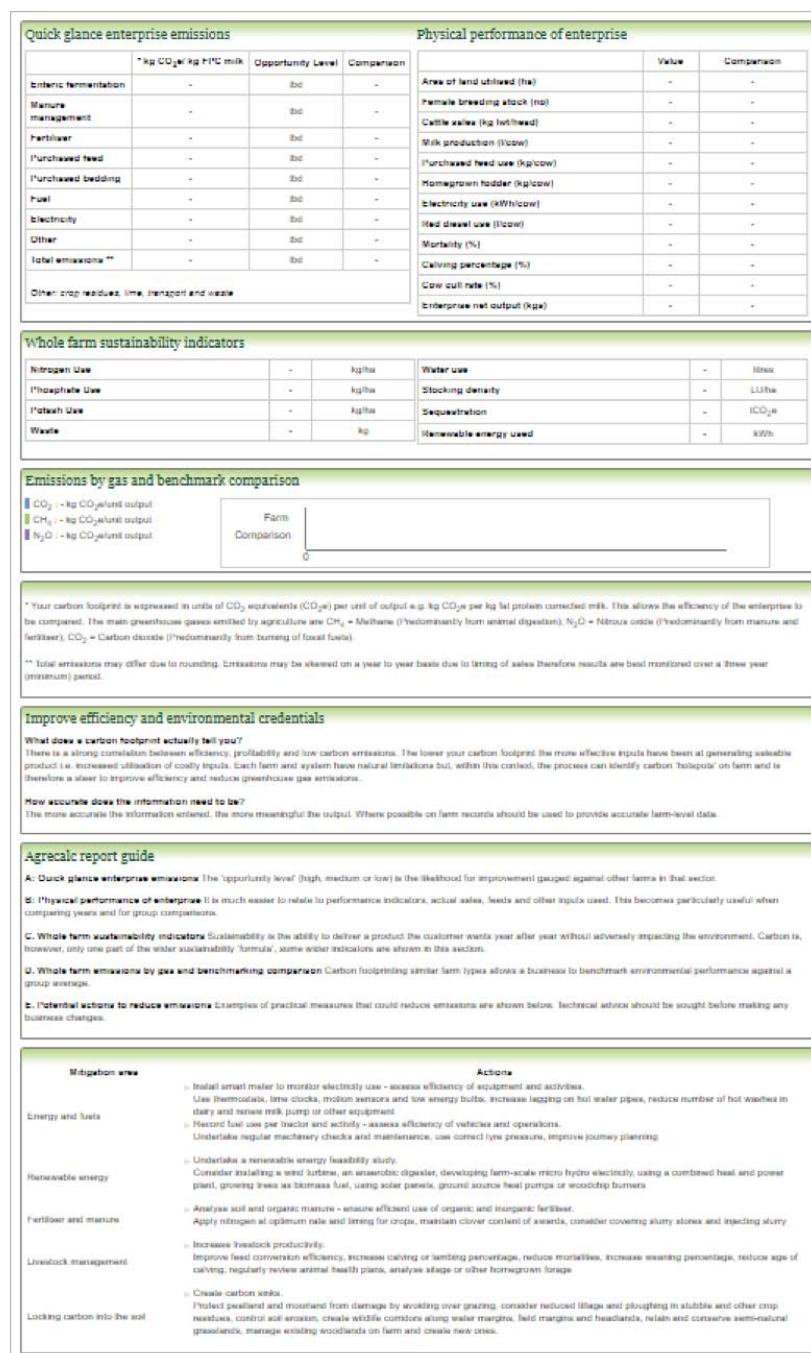 Quick glance enterprise emissions
* kg CO2e/ kg FPC milk Opportunity Level Comparison
Enteric fermentation - tbd -
Manure
management - tbd -
Fertiliser - tbd -
Purchased feed - tbd -
Purchased bedding - tbd -
Fuel - tbd -
Electricity - tbd -
Other - tbd -
Total emissions ** - tbd -
Other: crop residues, lime, transport and waste
Physical performance of enterprise
Value Comparison
Area of land utilised (ha) - -
Female breeding stock (no) - -
Cattle sales (kg lwt/head) - -
Milk production (l/cow) - -
Purchased feed use (kg/cow) - -
Homegrown fodder (kg/cow) - -
Electricity use (kWh/cow) - -
Red diesel use (l/cow) - -
Mortality (%) - -
Calving percentage (%) - -
Cow cull rate (%) - -
Enterprise net output (kgs) - -
Whole farm sustainability indicators
Nitrogen Use - kg/ha
Phosphate Use - kg/ha
Potash Use - kg/ha
Waste - kg
Water use - litres
Stocking density - LU/ha
Sequestration - tCO2e
Renewable energy used - kWh
Emissions by gas and benchmark comparison
CO2 : - kg CO2e/unit output
CH4 : - kg CO2e/unit output
N2O : - kg CO2e/unit output
Farm
Comparison
0
* Your carbon footprint is expressed in units of CO2 equivalents (CO2e) per unit of output e.g. kg CO2e per kg fat protein corrected milk. This allows the efficiency of the enterprise to
be compared. The main greenhouse gases emitted by agriculture are CH4 = Methane (Predominantly from animal digestion), N2O = Nitrous oxide (Predominantly from manure and
fertiliser), CO2 = Carbon dioxide (Predominantly from burning of fossil fuels).
** Total emissions may differ due to rounding. Emissions may be skewed on a year to year basis due to timing of sales therefore results are best monitored over a three year
(minimum) period.
Improve efficiency and environmental credentials
What does a carbon footprint actually tell you?
There is a strong correlation between efficiency, profitability and low carbon emissions. The lower your carbon footprint the more effective inputs have been at generating saleable
product i.e. increased utilisation of costly inputs. Each farm and system have natural limitations but, within this context, the process can identify carbon 'hotspots' on farm and is
therefore a steer to improve efficiency and reduce greenhouse gas emissions.
How accurate does the information need to be?
The more accurate the information entered, the more meaningful the output. Where possible on farm records should be used to provide accurate farm-level data.
Agrecalc report guide
A: Quick glance enterprise emissions The 'opportunity level' (high, medium or low) is the likelihood for improvement gauged against other farms in that sector.
B: Physical performance of enterprise It is much easier to relate to performance indicators, actual sales, feeds and other inputs used. This becomes particularly useful when
comparing years and for group comparisons.
C. Whole farm sustainability indicators Sustainability is the ability to deliver a product the customer wants year after year without adversely impacting the environment. Carbon is,
however, only one part of the wider sustainability 'formula', some wider indicators are shown in this section.
D. Whole farm emissions by gas and benchmarking comparison Carbon footprinting similar farm types allows a business to benchmark environmental performance against a
group average.
E. Potential actions to reduce emissions Examples of practical measures that could reduce emissions are shown below. Technical advice should be sought before making any
business changes.
Mitigation area Actions
Energy and fuels
Install smart meter to monitor electricity use - assess efficiency of equipment and activities.
Use thermostats, time clocks, motion sensors and low energy bulbs, increase lagging on hot water pipes, reduce number of hot washes in
dairy and renew milk pump or other equipment
Record fuel use per tractor and activity - assess efficiency of vehicles and operations.
Undertake regular machinery checks and maintenance, use correct tyre pressure, improve journey planning
Renewable energy
Undertake a renewable energy feasibility study.
Consider installing a wind turbine, an anaerobic digester, developing farm-scale micro hydro electricity, using a combined heat and power
plant, growing trees as biomass fuel, using solar panels, ground source heat pumps or woodchip burners
Fertiliser and manure
Analyse soil and organic manure - ensure efficient use of organic and inorganic fertiliser.
Apply nitrogen at optimum rate and timing for crops, maintain clover content of swards, consider covering slurry stores and injecting slurry
Livestock management
Increase livestock productivity.
Improve feed conversion efficiency, increase calving or lambing percentage, reduce mortalities, increase weaning percentage, reduce age of
calving, regularly review animal health plans, analyse silage or other homegrown forage
Locking carbon into the soil
Create carbon sinks.
Protect peatland and moorland from damage by avoiding over grazing, consider reduced tillage and ploughing in stubble and other crop
residues, control soil erosion, create wildlife corridors along water margins, field margins and headlands, retain and conserve semi-natural
grasslands, manage existing woodlands on farm and create new ones.